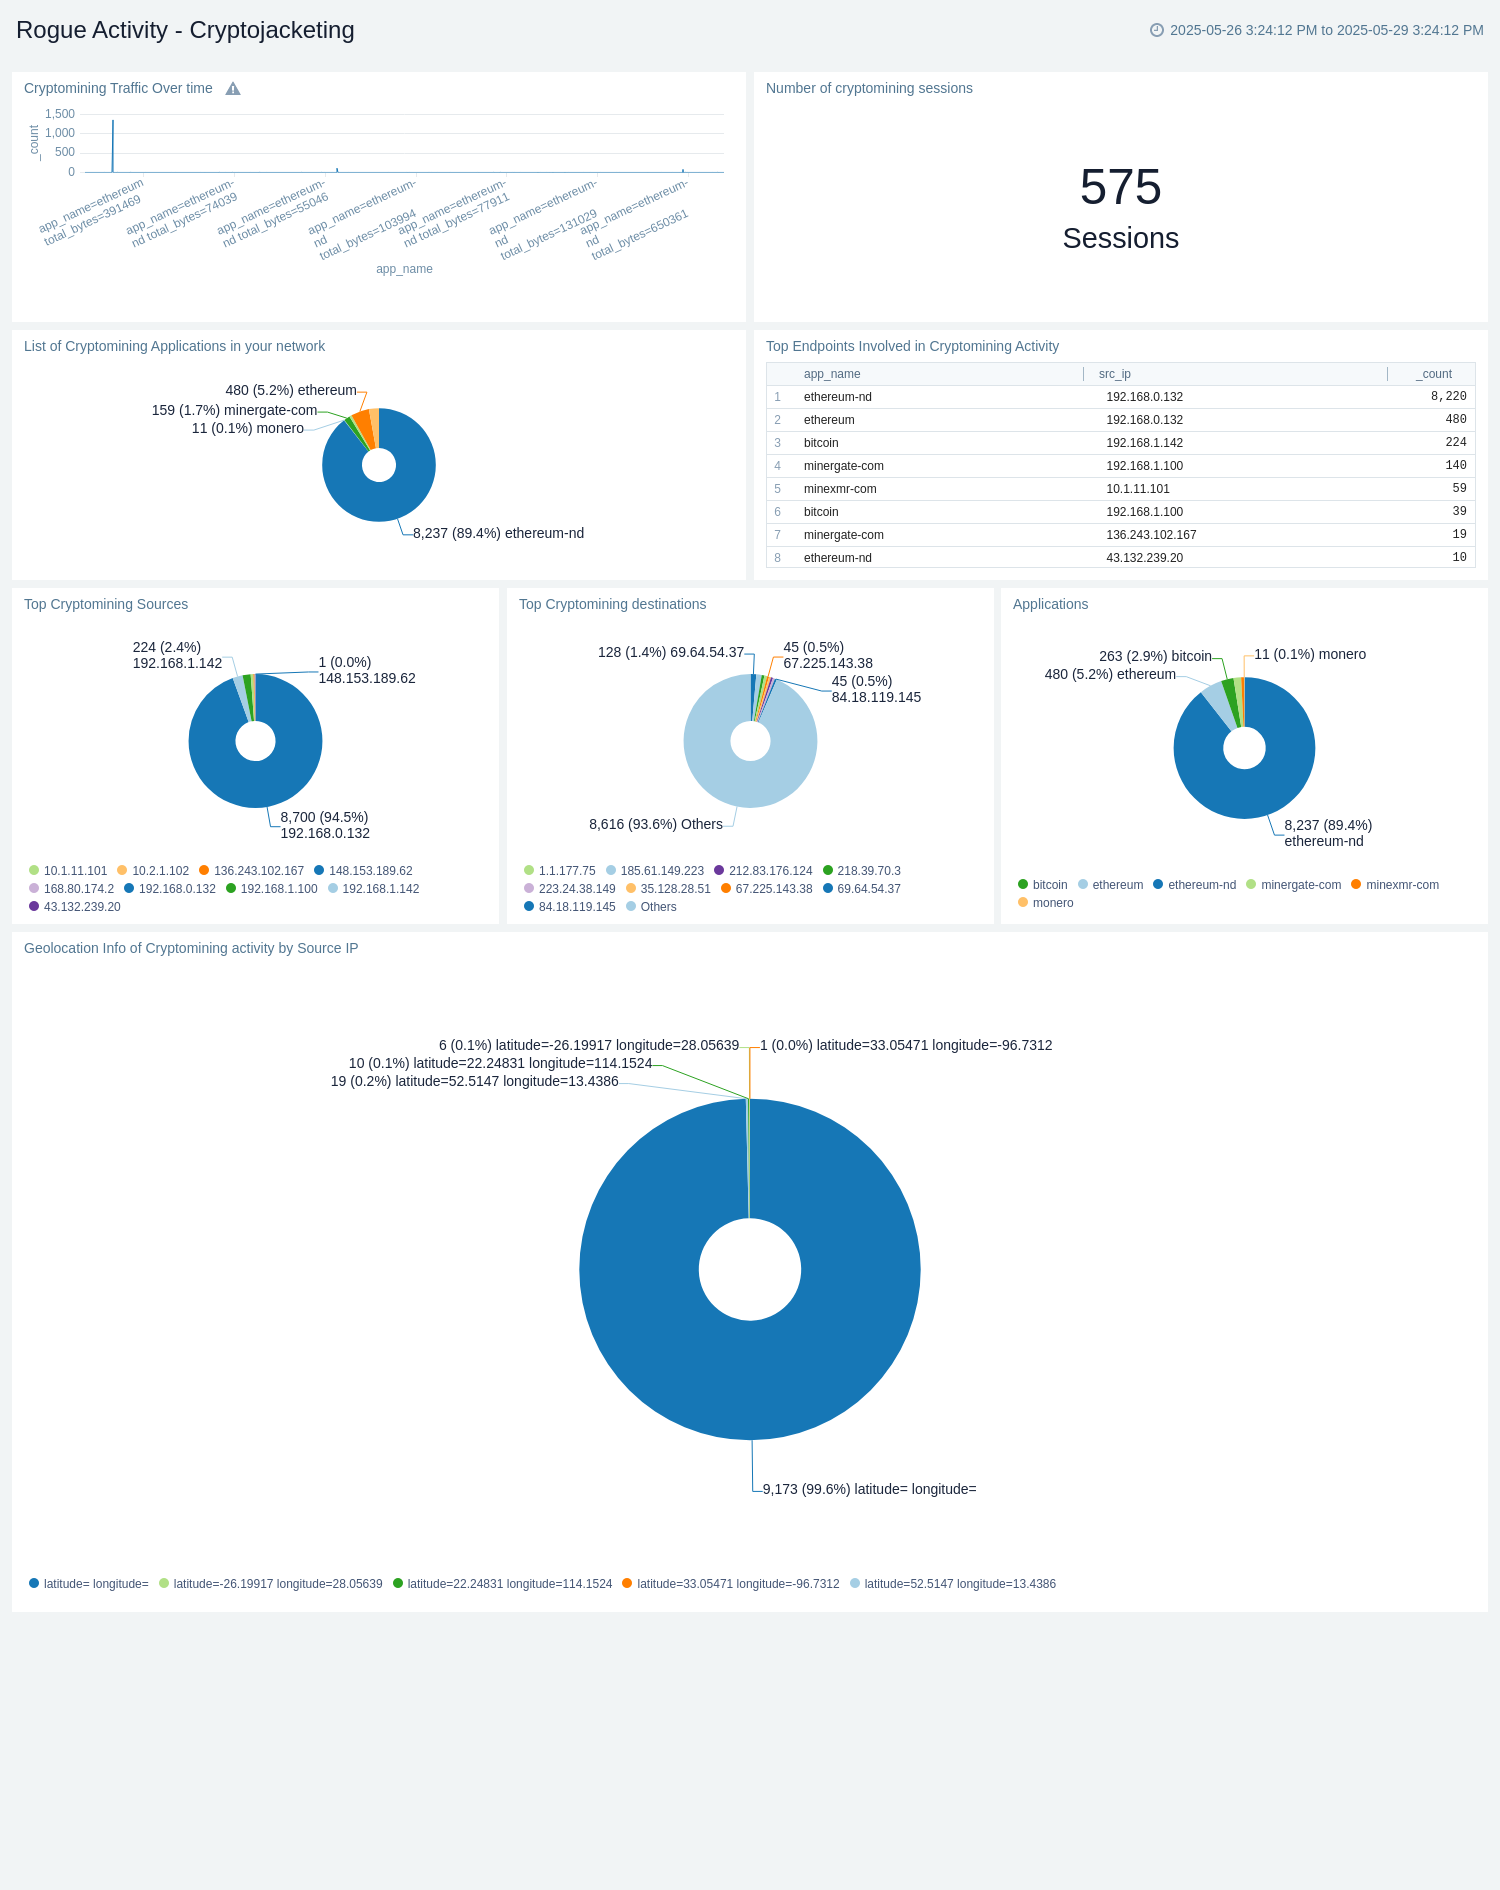 Rogue Activity - Cryptojacketing
2025-05-26 3:24:12 PM to 2025-05-29 3:24:12 PM
Cryptomining Traffic Over time
1,500
1,000
500
0
_count
app_name=ethereum
total_bytes=391469
app_name=ethereum-
nd total_bytes=74039
app_name=ethereum-
nd total_bytes=55046
app_name=ethereum-
nd
total_bytes=103994
app_name=ethereum-
nd total_bytes=77911
app_name=ethereum-
nd
total_bytes=131029
app_name=ethereum-
nd
total_bytes=650361
app_name
Number of cryptomining sessions
575
Sessions
List of Cryptomining Applications in your network
480 (5.2%) ethereum
159 (1.7%) minergate-com
11 (0.1%) monero
8,237 (89.4%) ethereum-nd
Top Endpoints Involved in Cryptomining Activity
app_name src_ip _count
1 ethereum-nd 192.168.0.132 8,220
2 ethereum 192.168.0.132 480
3 bitcoin 192.168.1.142 224
4 minergate-com 192.168.1.100 140
5 minexmr-com 10.1.11.101 59
6 bitcoin 192.168.1.100 39
7 minergate-com 136.243.102.167 19
8 ethereum-nd 43.132.239.20 10
Top Cryptomining Sources
224 (2.4%)
192.168.1.142
1 (0.0%)
148.153.189.62
8,700 (94.5%)
192.168.0.132
10.1.11.101 10.2.1.102 136.243.102.167 148.153.189.62
168.80.174.2 192.168.0.132 192.168.1.100 192.168.1.142
43.132.239.20
Top Cryptomining destinations
128 (1.4%) 69.64.54.37
45 (0.5%)
67.225.143.38
45 (0.5%)
84.18.119.145
8,616 (93.6%) Others
1.1.177.75 185.61.149.223 212.83.176.124 218.39.70.3
223.24.38.149 35.128.28.51 67.225.143.38 69.64.54.37
84.18.119.145 Others
Applications
263 (2.9%) bitcoin
11 (0.1%) monero
480 (5.2%) ethereum
8,237 (89.4%)
ethereum-nd
bitcoin ethereum ethereum-nd minergate-com minexmr-com
monero
Geolocation Info of Cryptomining activity by Source IP
6 (0.1%) latitude=-26.19917 longitude=28.05639
1 (0.0%) latitude=33.05471 longitude=-96.7312
10 (0.1%) latitude=22.24831 longitude=114.1524
19 (0.2%) latitude=52.5147 longitude=13.4386
9,173 (99.6%) latitude= longitude=
latitude= longitude= latitude=-26.19917 longitude=28.05639 latitude=22.24831 longitude=114.1524 latitude=33.05471 longitude=-96.7312 latitude=52.5147 longitude=13.4386